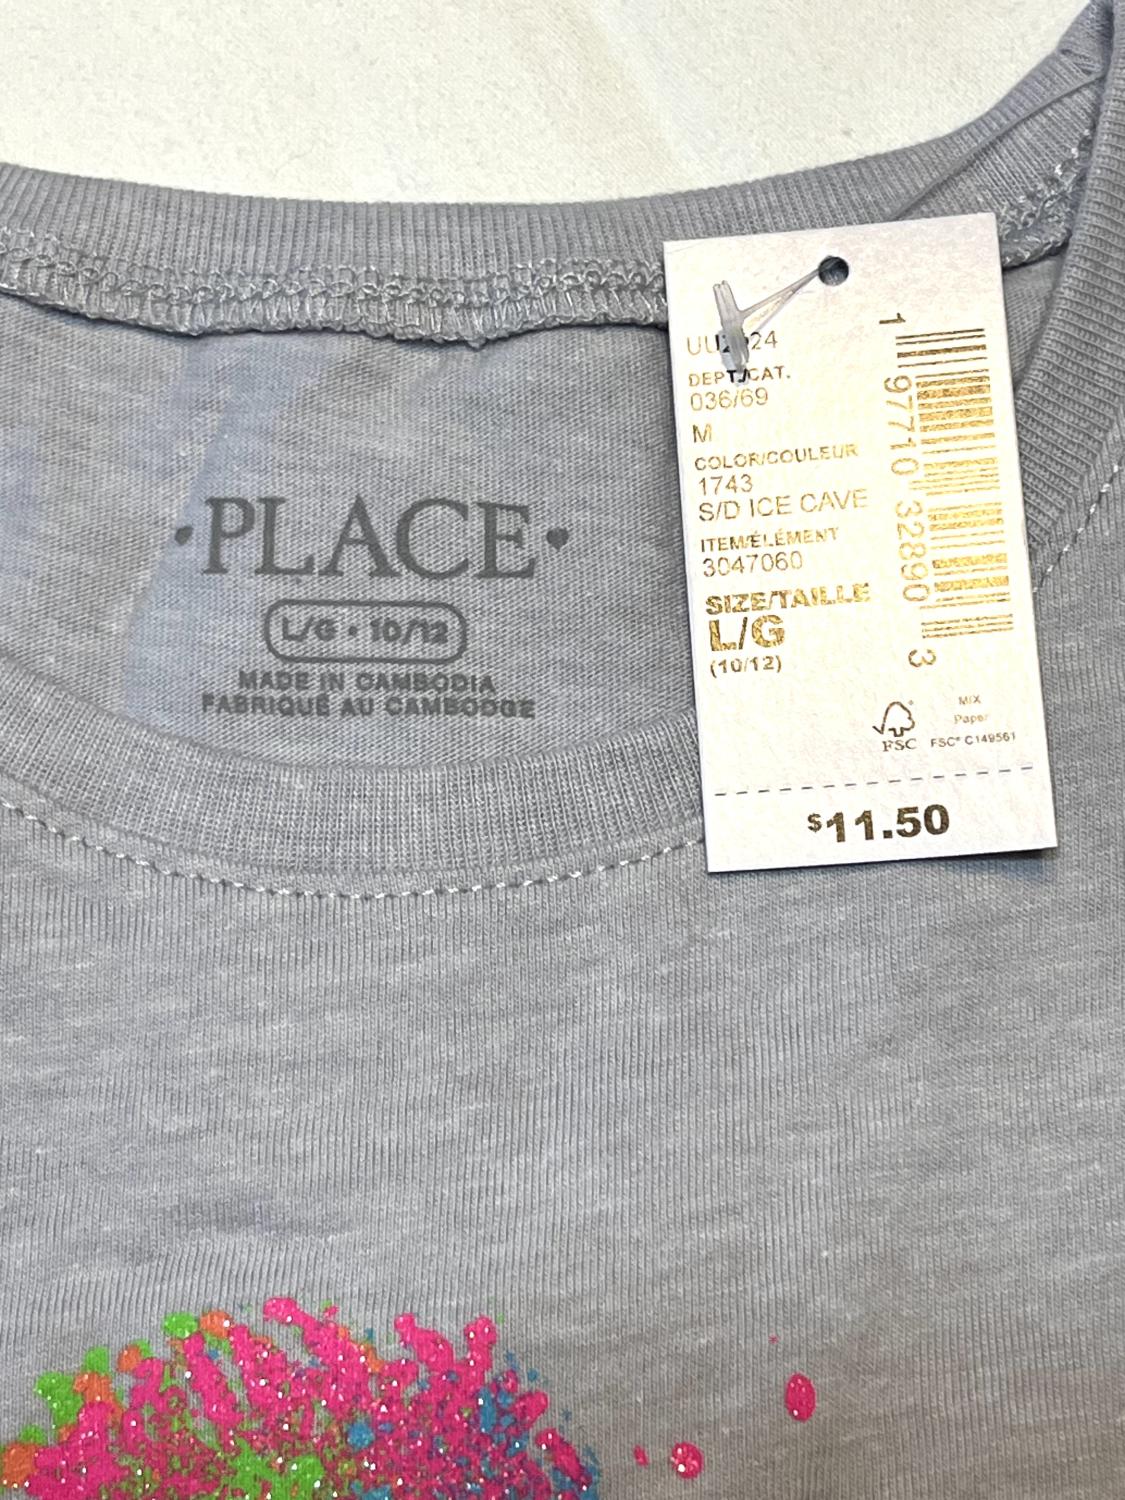 ·PLACE·
L/G · 10/12
MADE IN CAMBODIA
FABRIQUÉ AU CAMBODGE
DEPT./CAT.
036/69
M
COLOR/COULEUR
1743
S/D ICE CAVE
ITEM/ÉLÉMENT
3047060
SIZE/TAILLE
L/G
(10/12)
1 97710 32890 3
FSC
MIX
Paper
FSC® C149561
$11.50